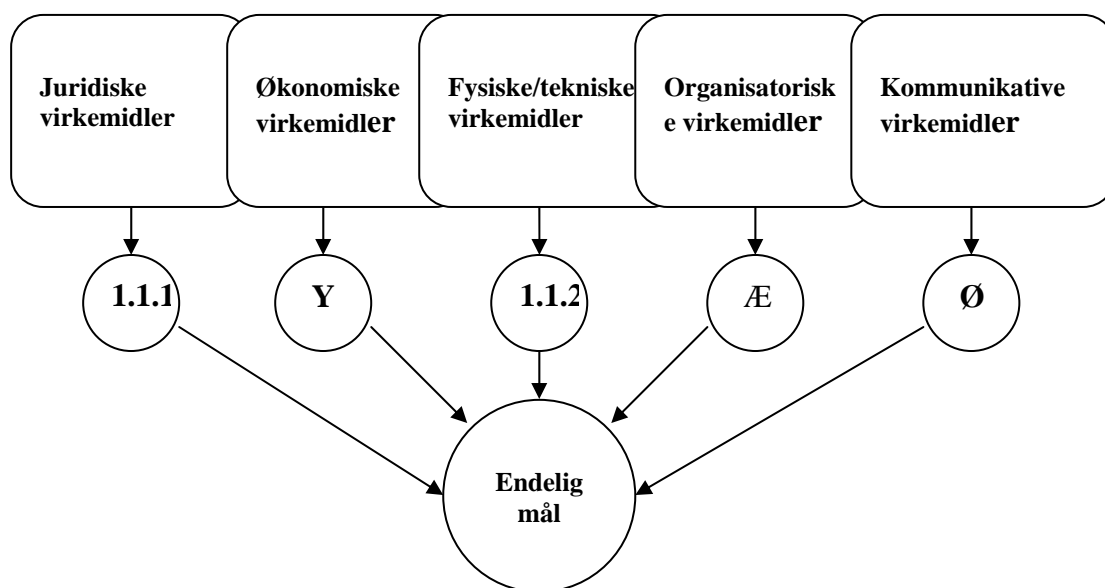 Juridiske
virkemidler
Økonomiske
virkemidler
Fysiske/tekniske
virkemidler
Organisatorisk
e virkemidler
Kommunikative
virkemidler
1.1.1
Y
1.1.2
Æ
Ø
Endelig
mål